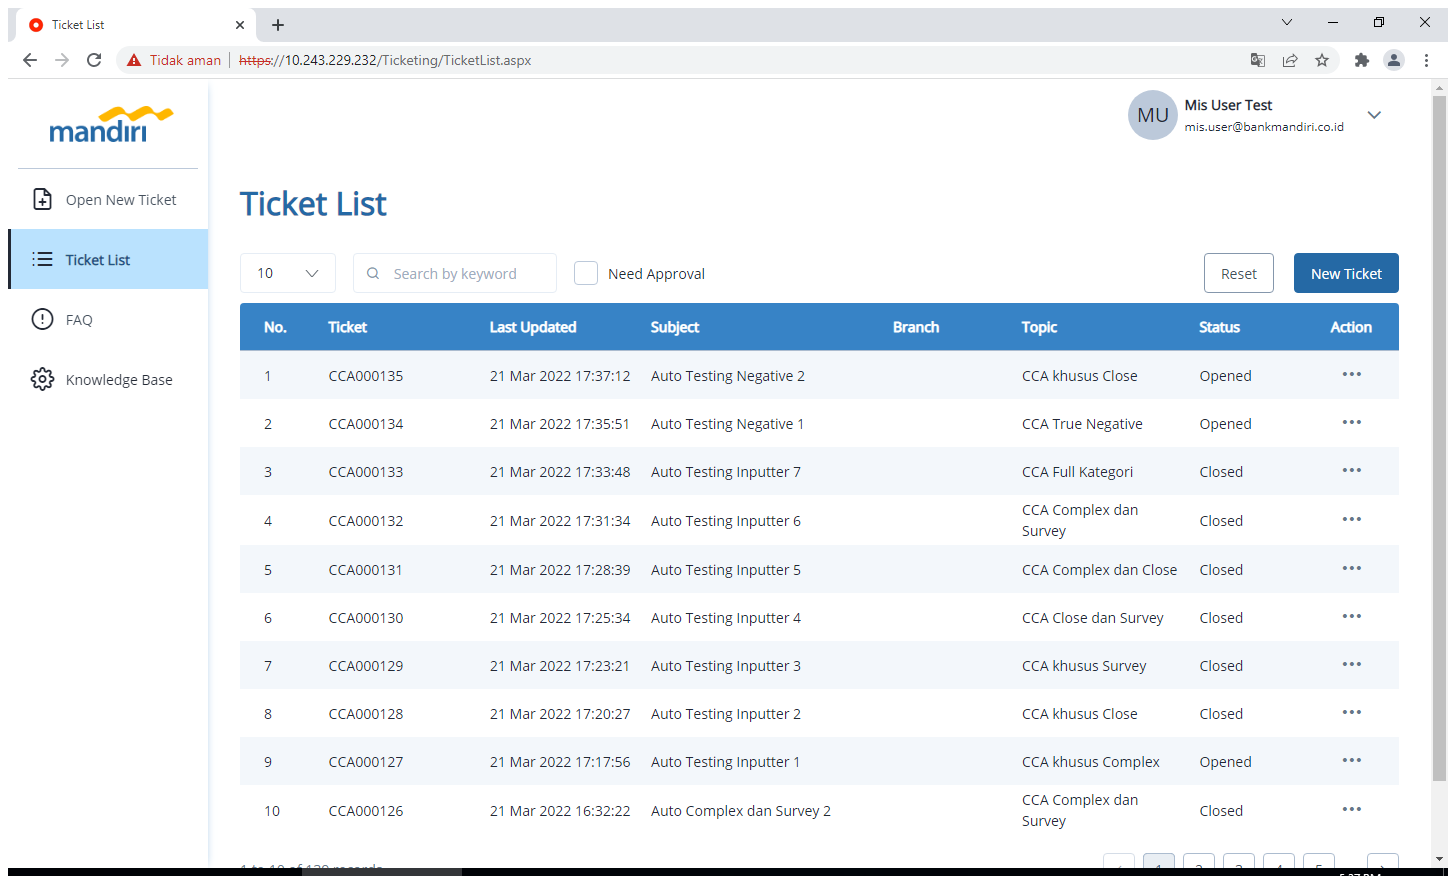 Ticket List
Tidak aman
https://10.243.229.232/Ticketing/TicketList.aspx
mandiri
MU
Mis User Test
mis.user@bankmandiri.co.id
Open New Ticket
Ticket List
FAQ
Knowledge Base
Ticket List
10
Search by keyword
Need Approval
Reset
New Ticket
No. Ticket Last Updated Subject Branch Topic Status Action
1 CCA000135 21 Mar 2022 17:37:12 Auto Testing Negative 2 CCA khusus Close Opened
2 CCA000134 21 Mar 2022 17:35:51 Auto Testing Negative 1 CCA True Negative Opened
3 CCA000133 21 Mar 2022 17:33:48 Auto Testing Inputter 7 CCA Full Kategori Closed
4 CCA000132 21 Mar 2022 17:31:34 Auto Testing Inputter 6 CCA Complex dan Survey Closed
5 CCA000131 21 Mar 2022 17:28:39 Auto Testing Inputter 5 CCA Complex dan Close Closed
6 CCA000130 21 Mar 2022 17:25:34 Auto Testing Inputter 4 CCA Close dan Survey Closed
7 CCA000129 21 Mar 2022 17:23:21 Auto Testing Inputter 3 CCA khusus Survey Closed
8 CCA000128 21 Mar 2022 17:20:27 Auto Testing Inputter 2 CCA khusus Close Closed
9 CCA000127 21 Mar 2022 17:17:56 Auto Testing Inputter 1 CCA khusus Complex Opened
10 CCA000126 21 Mar 2022 16:32:22 Auto Complex dan Survey 2 CCA Complex dan Survey Closed